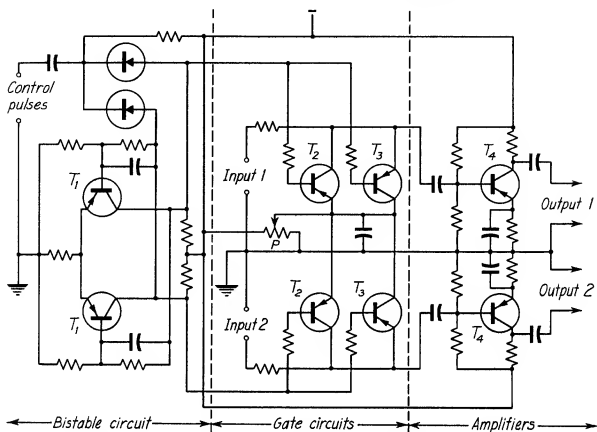 −
Control
pulses
T1
T1
Input 1
T2
T3
P
T2
T3
Input 2
T4
Output 1
Output 2
T4
Bistable circuit
Gate circuits
Amplifiers